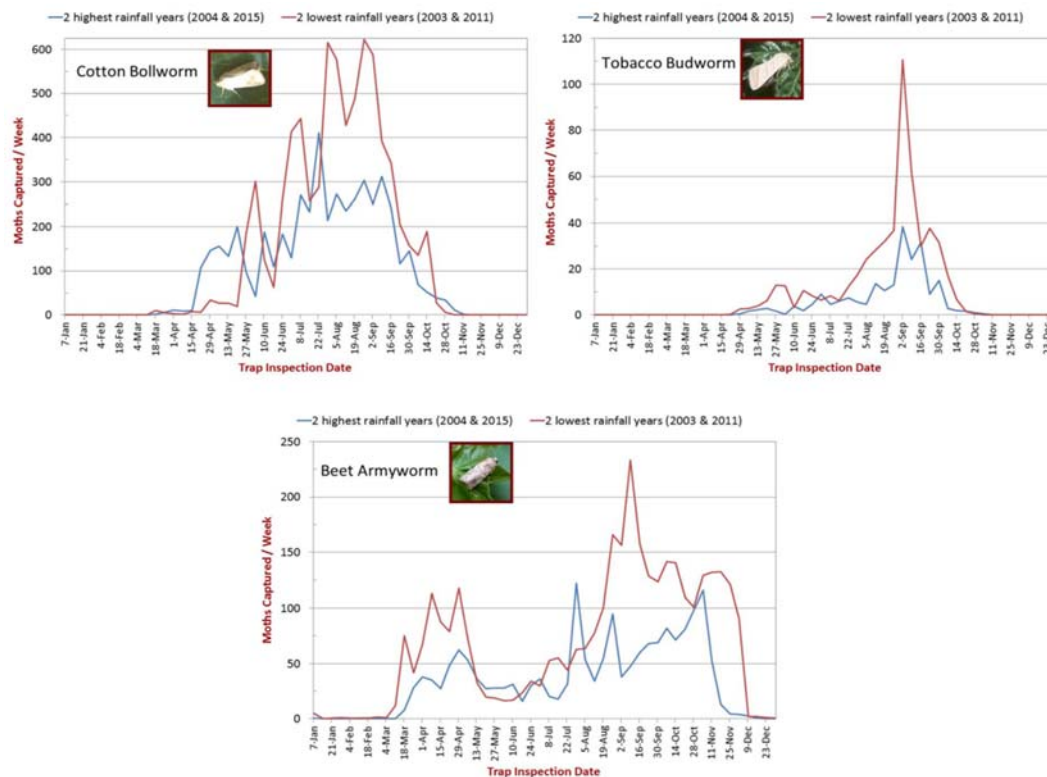 2 highest rainfall years (2004 & 2015) 2 lowest rainfall years (2003 & 2011)
Cotton Bollworm
Moths Captured / Week
600
500
400
300
200
100
0
7-Jan
21-Jan
4-Feb
18-Feb
4-Mar
18-Mar
1-Apr
15-Apr
29-Apr
13-May
27-May
10-Jun
24-Jun
8-Jul
22-Jul
5-Aug
19-Aug
2-Sep
16-Sep
30-Sep
14-Oct
28-Oct
11-Nov
25-Nov
9-Dec
23-Dec
Trap Inspection Date
2 highest rainfall years (2004 & 2015) 2 lowest rainfall years (2003 & 2011)
Tobacco Budworm
Moths Captured / Week
120
100
80
60
40
20
0
7-Jan
21-Jan
4-Feb
18-Feb
4-Mar
18-Mar
1-Apr
15-Apr
29-Apr
13-May
27-May
10-Jun
24-Jun
8-Jul
22-Jul
5-Aug
19-Aug
2-Sep
16-Sep
30-Sep
14-Oct
28-Oct
11-Nov
25-Nov
9-Dec
23-Dec
Trap Inspection Date
2 highest rainfall years (2004 & 2015) 2 lowest rainfall years (2003 & 2011)
Beet Armyworm
Moths Captured / Week
250
200
150
100
50
0
7-Jan
21-Jan
4-Feb
18-Feb
4-Mar
18-Mar
1-Apr
15-Apr
29-Apr
13-May
27-May
10-Jun
24-Jun
8-Jul
22-Jul
5-Aug
19-Aug
2-Sep
16-Sep
30-Sep
14-Oct
28-Oct
11-Nov
25-Nov
9-Dec
23-Dec
Trap Inspection Date